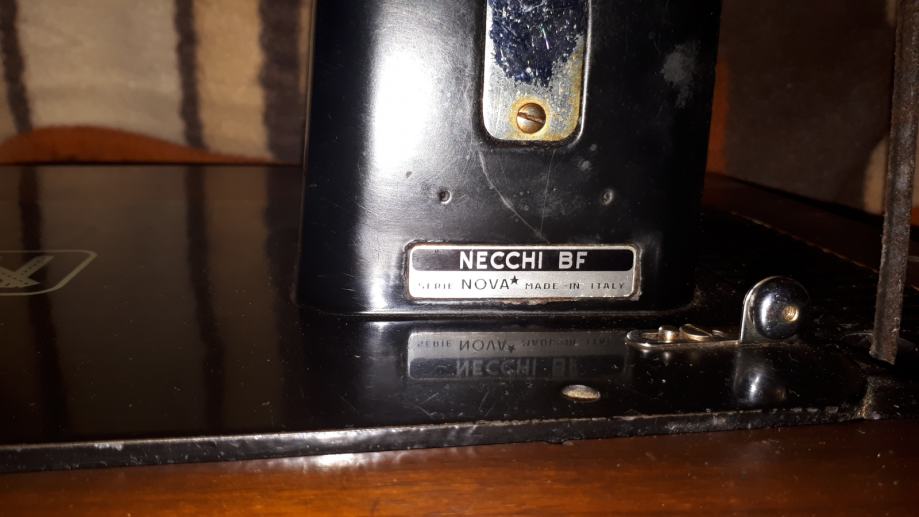 NECCHI BF
SERIE NOVA★ MADE IN ITALY